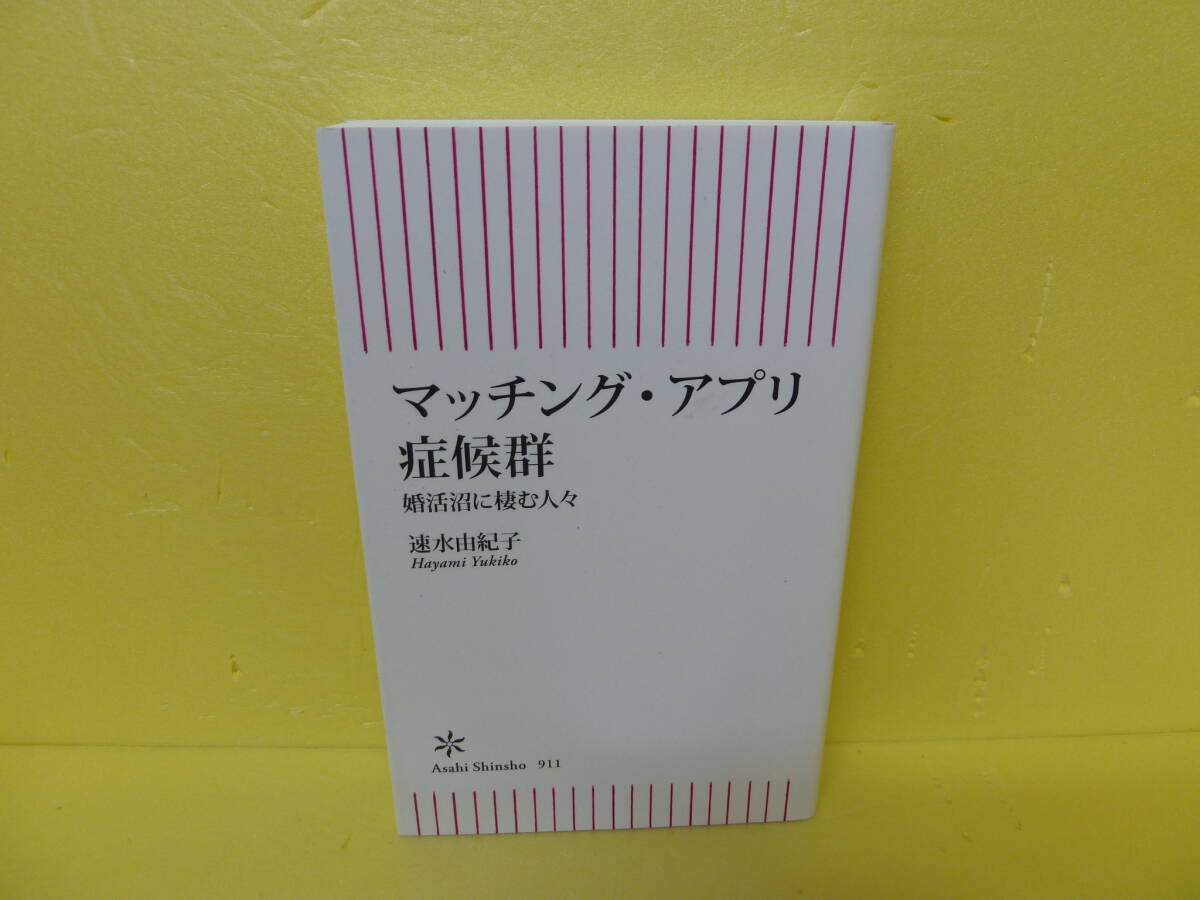 マッチング・アプリ
症候群
婚活沼に棲む人々
速水由紀子
Hayami Yukiko
Asahi Shinsho 911